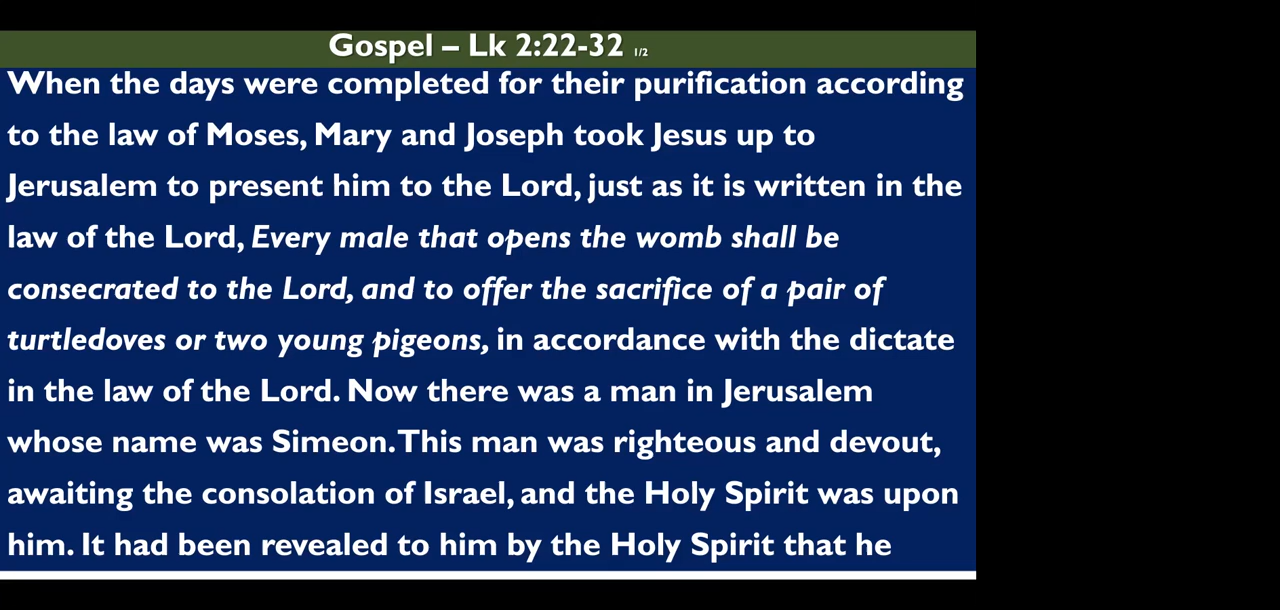 Gospel – Lk 2:22-32 1/2
When the days were completed for their purification according
to the law of Moses, Mary and Joseph took Jesus up to
Jerusalem to present him to the Lord, just as it is written in the
law of the Lord, Every male that opens the womb shall be
consecrated to the Lord, and to offer the sacrifice of a pair of
turtledoves or two young pigeons, in accordance with the dictate
in the law of the Lord. Now there was a man in Jerusalem
whose name was Simeon. This man was righteous and devout,
awaiting the consolation of Israel, and the Holy Spirit was upon
him. It had been revealed to him by the Holy Spirit that he